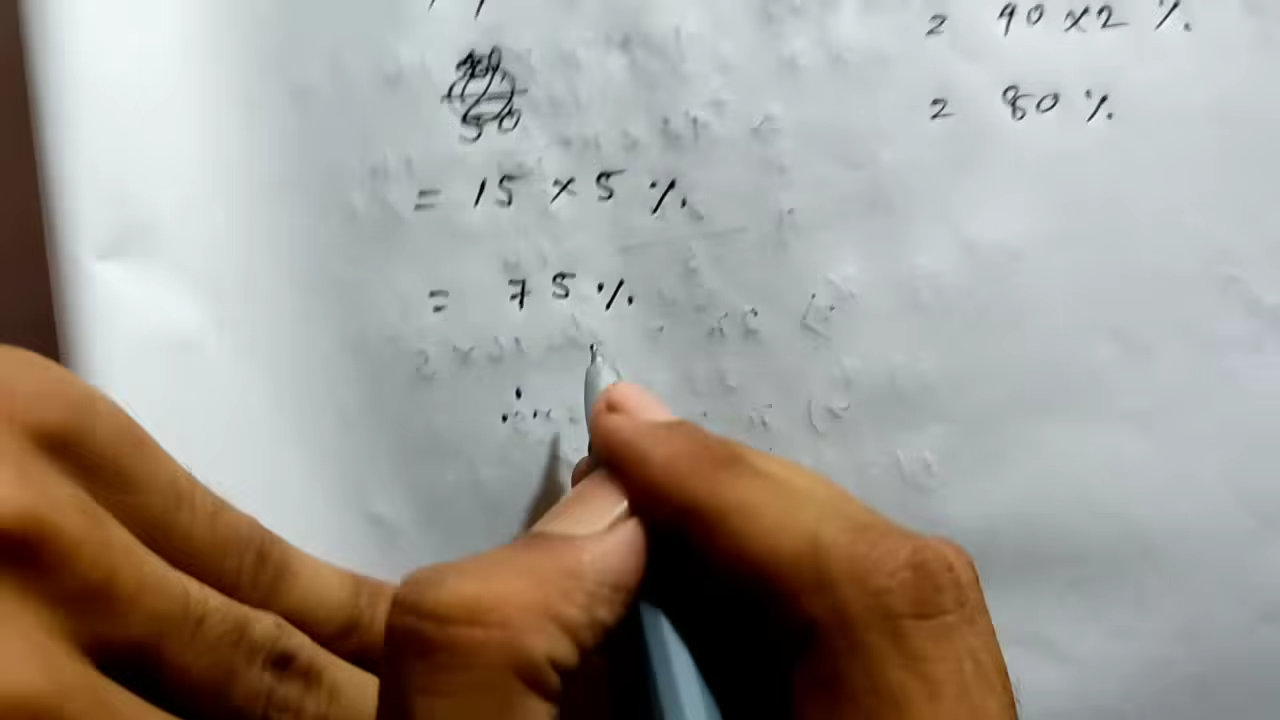 = 15 × 5 %.
= 75 %.
= 40 × 2 %.
= 80 %.